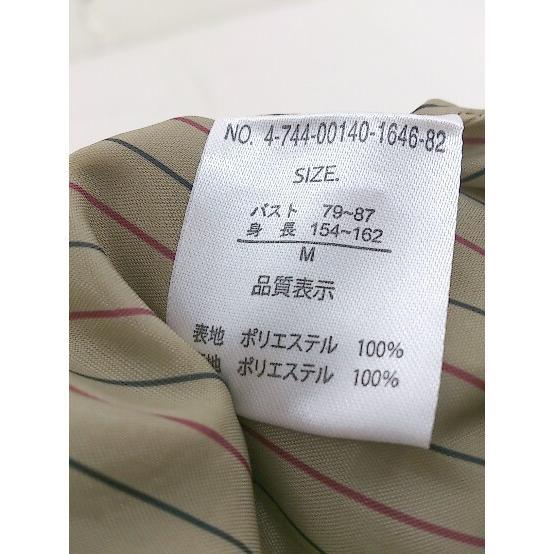 NO. 4-744-00140-1646-82
SIZE.
バスト 79~87
身 長 154~162
M
品質表示
表地 ポリエステル 100%
地 ポリエステル 100%